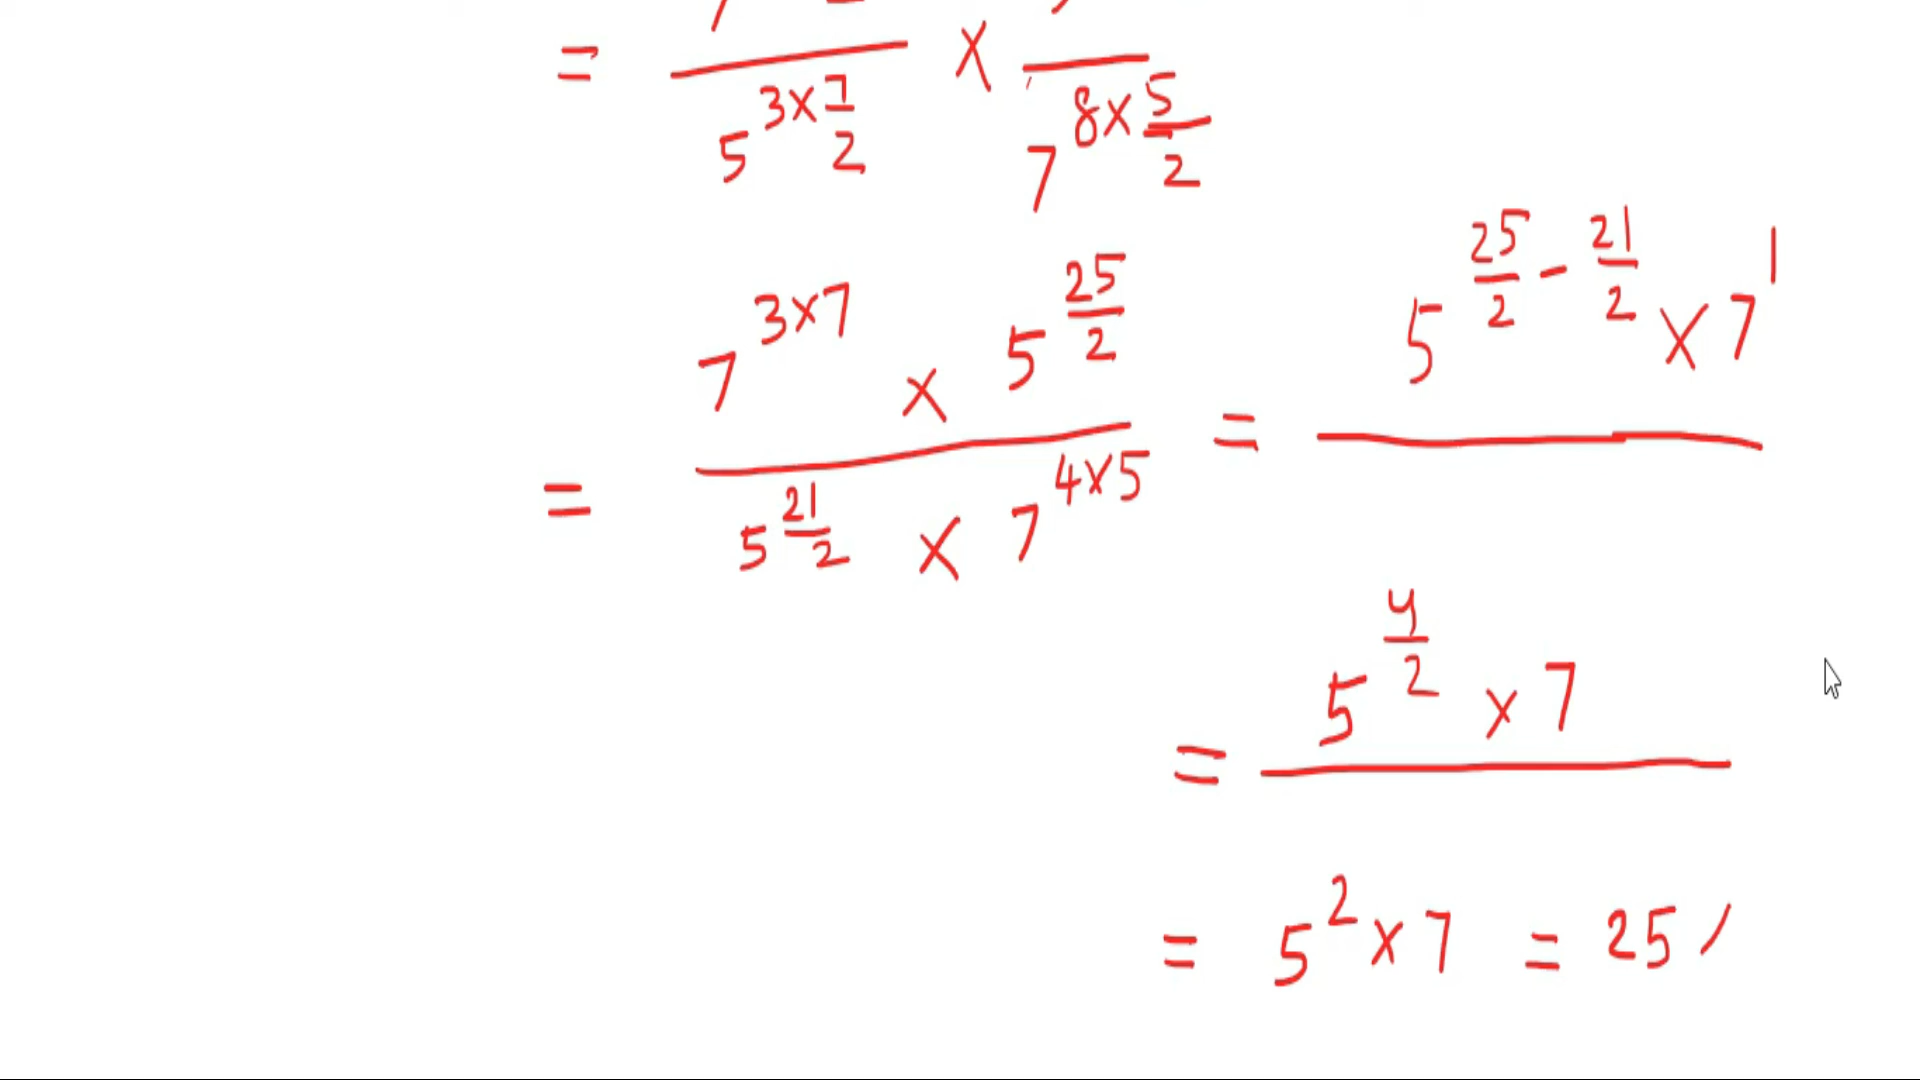 = / 5^(3×7/2) × / 7^(8×5/2)
= (7^(3×7) × 5^(25/2)) / (5^(21/2) × 7^(4×5)) = 5^(25/2 - 21/2) × 7^1 /
= 5^(4/2) × 7 /
= 5^2 × 7 = 25